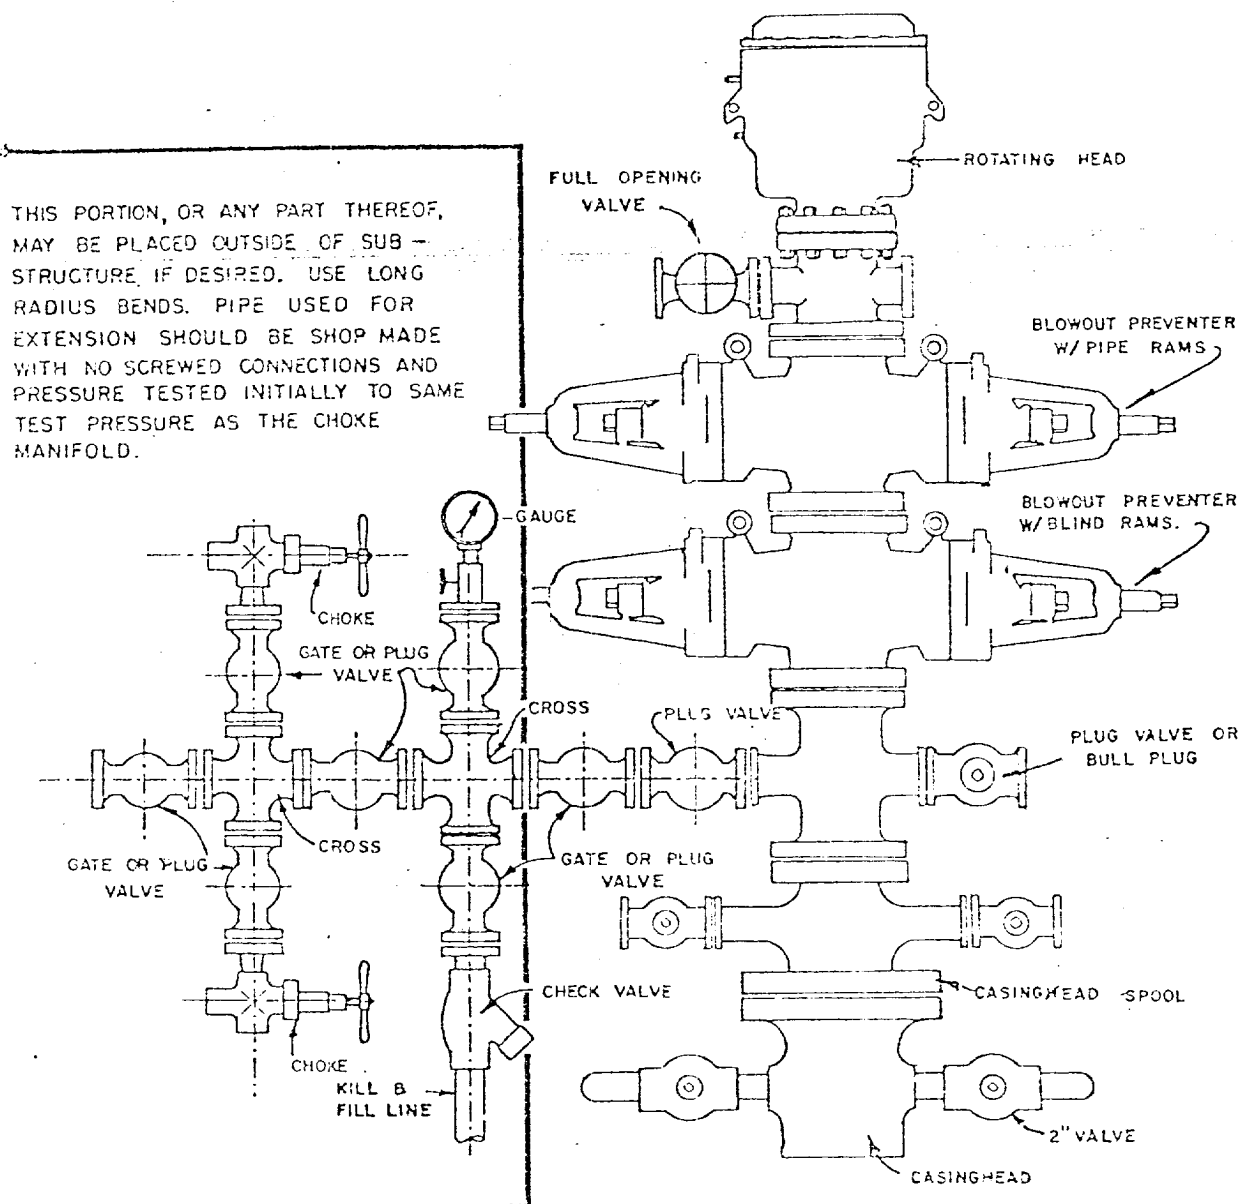 ROTATING HEAD
FULL OPENING
VALVE
THIS PORTION, OR ANY PART THEREOF,
MAY BE PLACED OUTSIDE OF SUB-
STRUCTURE IF DESIRED. USE LONG
RADIUS BENDS. PIPE USED FOR
EXTENSION SHOULD BE SHOP MADE
WITH NO SCREWED CONNECTIONS AND
PRESSURE TESTED INITIALLY TO SAME
TEST PRESSURE AS THE CHOKE
MANIFOLD.
BLOWOUT PREVENTER
W/PIPE RAMS
BLOWOUT PREVENTER
W/BLIND RAMS.
GAUGE
CHOKE
GATE OR PLUG
VALVE
CROSS
PLUG VALVE
PLUG VALVE OR
BULL PLUG
CROSS
GATE OR PLUG
VALVE
GATE OR PLUG
VALVE
CHECK VALVE
CASINGHEAD SPOOL
CHOKE
KILL &
FILL LINE
2" VALVE
CASINGHEAD